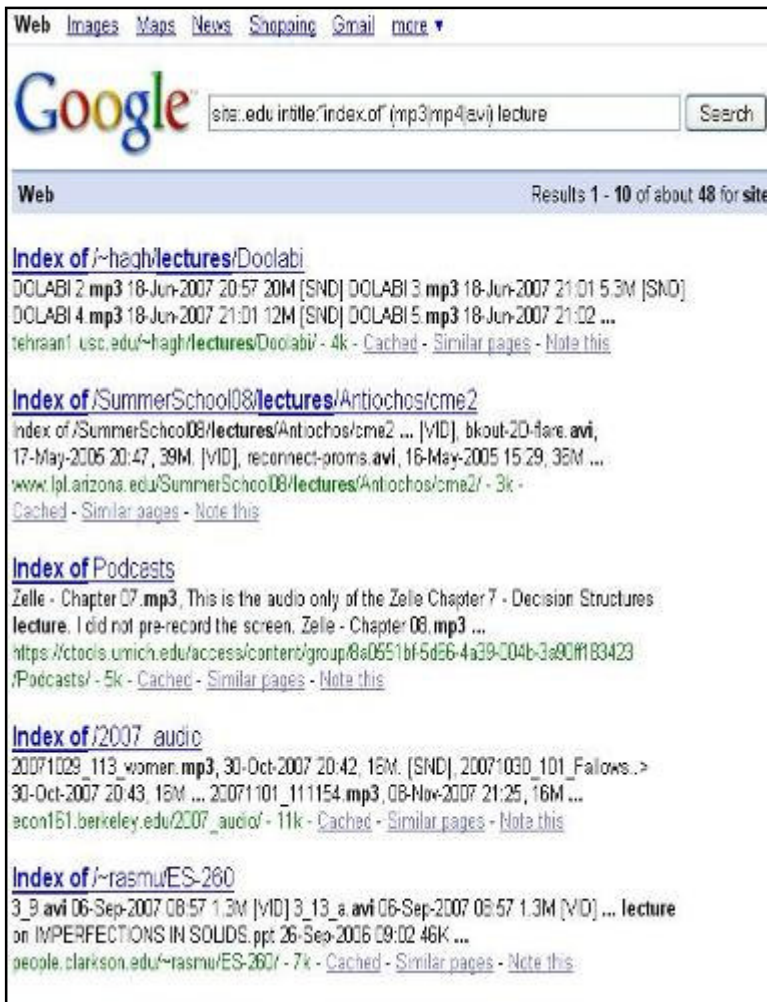 Web Images Maps News Shopping Gmail more ▼
Google™ site:.edu intitle:"index.of" (mp3|mp4|avi) lecture Search
Web Results 1 - 10 of about 48 for site
Index of /~hagh/lectures/Doolabi
DOLABI 2.mp3 18-Jun-2007 20:57 20M [SND] DOLABI 3.mp3 18-Jun-2007 21:01 5.3M [SND]
DOLABI 4.mp3 18-Jun-2007 21:01 12M [SND] DOLABI 5.mp3 18-Jun-2007 21:02 ...
tehraan1.usc.edu/~hagh/lectures/Doolabi/ - 4k - Cached - Similar pages - Note this
Index of /SummerSchool08/lectures/Antiochos/cme2
Index of /SummerSchool08/lectures/Antiochos/cme2 ... [VID], bkout-2D-flare.avi,
17-May-2005 20:47, 39M. [VID], reconnect-proms.avi, 16-May-2005 15:29, 36M ...
www.lpl.arizona.edu/SummerSchool08/lectures/Antiochos/cme2/ - 3k -
Cached - Similar pages - Note this
Index of Podcasts
Zelle - Chapter 07.mp3, This is the audio only of the Zelle Chapter 7 - Decision Structures
lecture. I did not pre-record the screen. Zelle - Chapter 08.mp3 ...
https://ctools.umich.edu/access/content/group/8a0551bf-5d66-4a39-004b-3a90ff183423
/Podcasts/ - 5k - Cached - Similar pages - Note this
Index of /2007_audio
20071029_113_women.mp3, 30-Oct-2007 20:42, 16M. [SND], 20071030_101_Fallows..>
30-Oct-2007 20:43, 16M ... 20071101_111154.mp3, 08-Nov-2007 21:25, 16M ...
econ161.berkeley.edu/2007_audio/ - 11k - Cached - Similar pages - Note this
Index of /~rasmu/ES-260
3_9.avi 06-Sep-2007 08:57 1.3M [VID] 3_13_a.avi 06-Sep-2007 08:57 1.3M [VID] ... lecture
on IMPERFECTIONS IN SOLIDS.ppt 26-Sep-2006 09:02 46K ...
people.clarkson.edu/~rasmu/ES-260/ - 7k - Cached - Similar pages - Note this